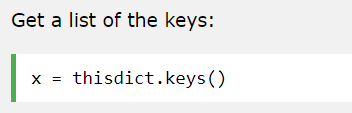 Get a list of the keys:
x = thisdict.keys()